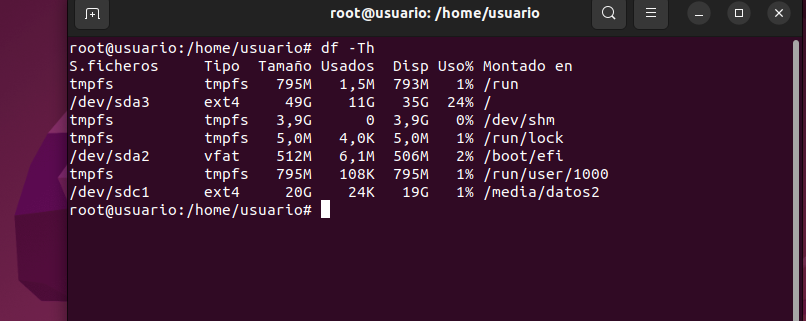 root@usuario: /home/usuario
root@usuario:/home/usuario# df -Th
S.ficheros     Tipo  Tamaño Usados  Disp Uso% Montado en
tmpfs          tmpfs   795M   1,5M  793M   1% /run
/dev/sda3      ext4     49G    11G   35G  24% /
tmpfs          tmpfs   3,9G      0  3,9G   0% /dev/shm
tmpfs          tmpfs   5,0M   4,0K  5,0M   1% /run/lock
/dev/sda2      vfat    512M   6,1M  506M   2% /boot/efi
tmpfs          tmpfs   795M   108K  795M   1% /run/user/1000
/dev/sdc1      ext4     20G    24K   19G   1% /media/datos2
root@usuario:/home/usuario#